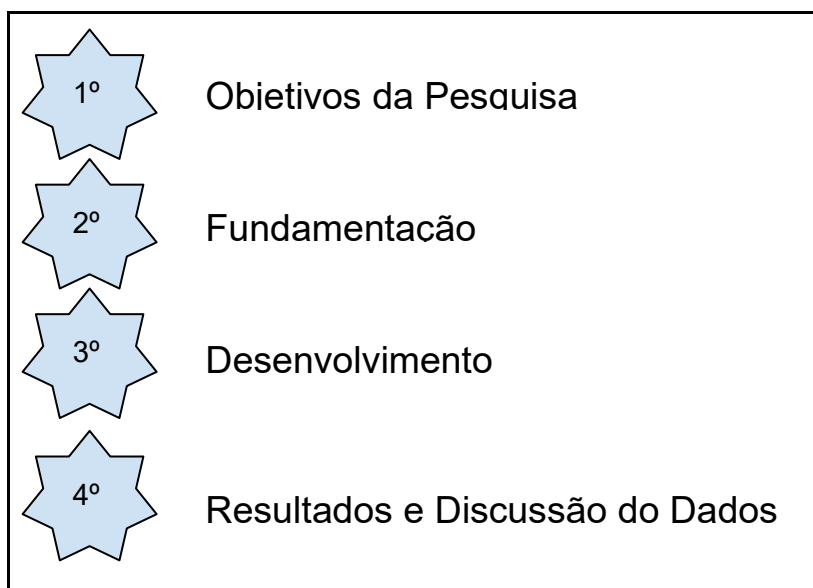 1º
Objetivos da Pesquisa
2º
Fundamentação
3º
Desenvolvimento
4º
Resultados e Discussão do Dados